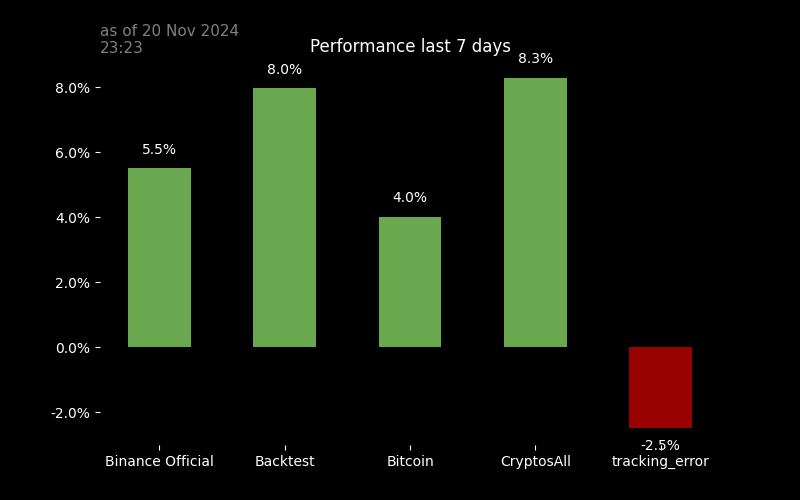 as of 20 Nov 2024
23:23
Performance last 7 days
8.0%
6.0%
4.0%
2.0%
0.0%
-2.0%
5.5%
8.0%
4.0%
8.3%
-2.5%
Binance Official
Backtest
Bitcoin
CryptosAll
tracking_error